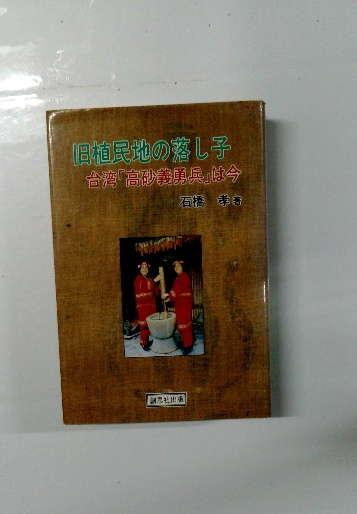 旧植民地の落し子
台湾「高砂義勇兵」は今
石橋 孝著
創思社出版